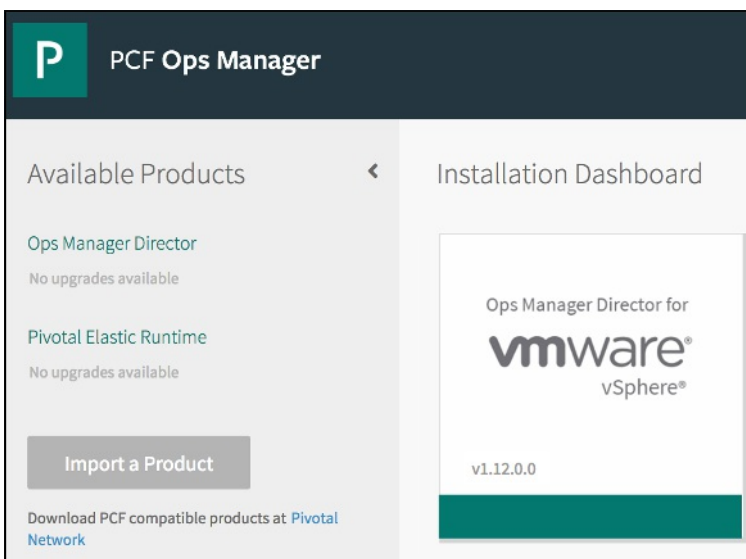 P
PCF Ops Manager
Available Products
Ops Manager Director
No upgrades available
Pivotal Elastic Runtime
No upgrades available
Import a Product
Download PCF compatible products at Pivotal
Network
Installation Dashboard
Ops Manager Director for
vmware®
vSphere®
v1.12.0.0